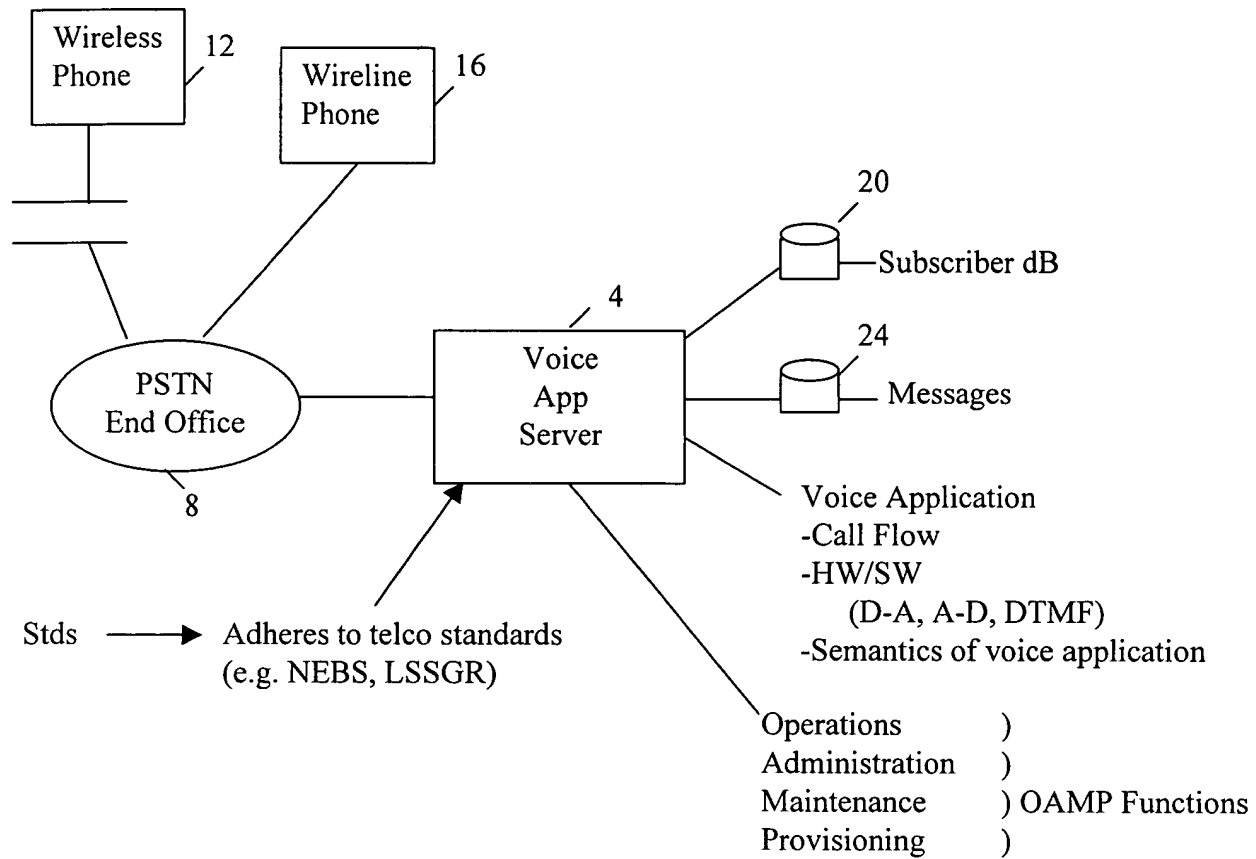 Wireless
Phone
12
Wireline
Phone
16
20
Subscriber dB
4
Voice
App
Server
24
Messages
PSTN
End Office
8
Voice Application
-Call Flow
-HW/SW
(D-A, A-D, DTMF)
-Semantics of voice application
Stds
Adheres to telco standards
(e.g. NEBS, LSSGR)
Operations )
Administration )
Maintenance ) OAMP Functions
Provisioning )